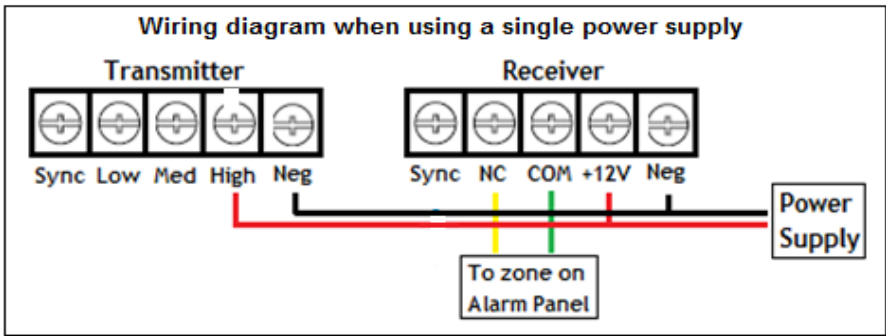 Wiring diagram when using a single power supply
Transmitter
Receiver
Sync Low Med High Neg
Sync NC COM +12V Neg
Power
Supply
To zone on
Alarm Panel